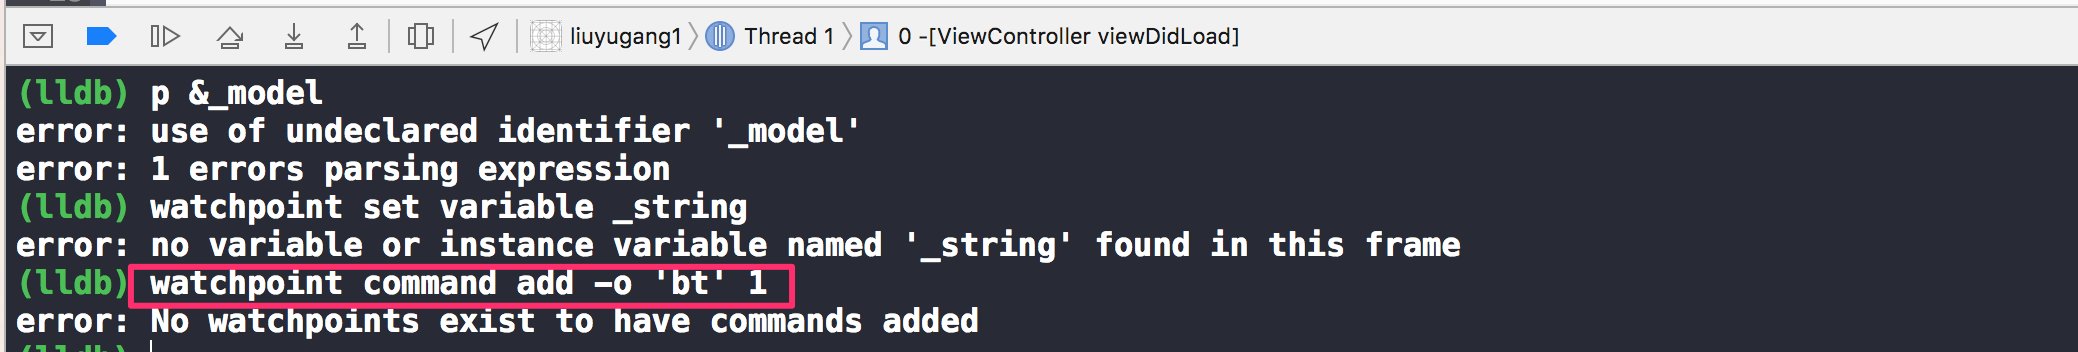 liuyugang1 Thread 1 0 -[ViewController viewDidLoad]
(lldb) p &_model
error: use of undeclared identifier '_model'
error: 1 errors parsing expression
(lldb) watchpoint set variable _string
error: no variable or instance variable named '_string' found in this frame
(lldb) watchpoint command add -o 'bt' 1
error: No watchpoints exist to have commands added
(lldb)